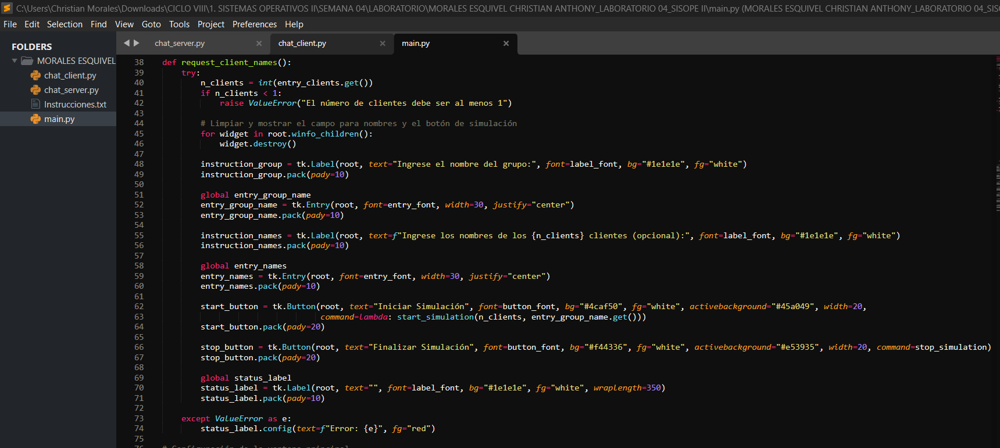 C:\Users\Christian Morales\Downloads\CICLO VIII\1. SISTEMAS OPERATIVOS II\SEMANA 04\LABORATORIO\MORALES ESQUIVEL CHRISTIAN ANTHONY_LABORATORIO 04_SISOPE II\main.py (MORALES ESQUIVEL CHRISTIAN ANTHONY_LABORATORIO 04_SISO
File Edit Selection Find View Goto Tools Project Preferences Help
FOLDERS
MORALES ESQUIVEL
chat_client.py
chat_server.py
Instrucciones.txt
main.py
chat_server.py × chat_client.py × main.py ×
38 def request_client_names():
39     try:
40         n_clients = int(entry_clients.get())
41         if n_clients < 1:
42             raise ValueError("El número de clientes debe ser al menos 1")
43
44         # Limpiar y mostrar el campo para nombres y el botón de simulación
45         for widget in root.winfo_children():
46             widget.destroy()
47
48         instruction_group = tk.Label(root, text="Ingrese el nombre del grupo:", font=label_font, bg="#1e1e1e", fg="white")
49         instruction_group.pack(pady=10)
50
51         global entry_group_name
52         entry_group_name = tk.Entry(root, font=entry_font, width=30, justify="center")
53         entry_group_name.pack(pady=10)
54
55         instruction_names = tk.Label(root, text=f"Ingrese los nombres de los {n_clients} clientes (opcional):", font=label_font, bg="#1e1e1e", fg="white")
56         instruction_names.pack(pady=10)
57
58         global entry_names
59         entry_names = tk.Entry(root, font=entry_font, width=30, justify="center")
60         entry_names.pack(pady=10)
61
62         start_button = tk.Button(root, text="Iniciar Simulación", font=button_font, bg="#4caf50", fg="white", activebackground="#45a049", width=20,
63                                  command=lambda: start_simulation(n_clients, entry_group_name.get()))
64         start_button.pack(pady=20)
65
66         stop_button = tk.Button(root, text="Finalizar Simulación", font=button_font, bg="#f44336", fg="white", activebackground="#e53935", width=20, command=stop_simulation)
67         stop_button.pack(pady=20)
68
69         global status_label
70         status_label = tk.Label(root, text="", font=label_font, bg="#1e1e1e", fg="white", wraplength=350)
71         status_label.pack(pady=10)
72
73     except ValueError as e:
74         status_label.config(text=f"Error: {e}", fg="red")
75
76 # Configuración de la ventana principal